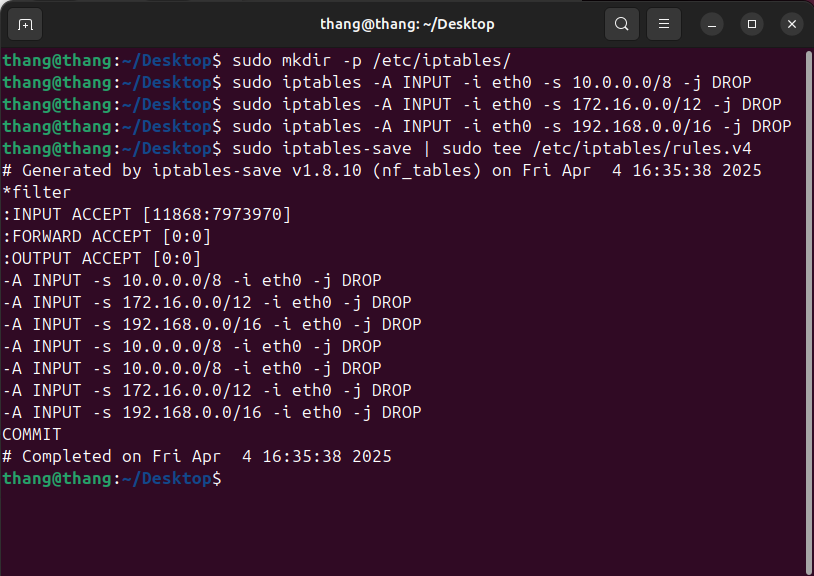 thang@thang: ~/Desktop
thang@thang:~/Desktop$ sudo mkdir -p /etc/iptables/
thang@thang:~/Desktop$ sudo iptables -A INPUT -i eth0 -s 10.0.0.0/8 -j DROP
thang@thang:~/Desktop$ sudo iptables -A INPUT -i eth0 -s 172.16.0.0/12 -j DROP
thang@thang:~/Desktop$ sudo iptables -A INPUT -i eth0 -s 192.168.0.0/16 -j DROP
thang@thang:~/Desktop$ sudo iptables-save | sudo tee /etc/iptables/rules.v4
# Generated by iptables-save v1.8.10 (nf_tables) on Fri Apr  4 16:35:38 2025
*filter
:INPUT ACCEPT [11868:7973970]
:FORWARD ACCEPT [0:0]
:OUTPUT ACCEPT [0:0]
-A INPUT -s 10.0.0.0/8 -i eth0 -j DROP
-A INPUT -s 172.16.0.0/12 -i eth0 -j DROP
-A INPUT -s 192.168.0.0/16 -i eth0 -j DROP
-A INPUT -s 10.0.0.0/8 -i eth0 -j DROP
-A INPUT -s 10.0.0.0/8 -i eth0 -j DROP
-A INPUT -s 172.16.0.0/12 -i eth0 -j DROP
-A INPUT -s 192.168.0.0/16 -i eth0 -j DROP
COMMIT
# Completed on Fri Apr  4 16:35:38 2025
thang@thang:~/Desktop$